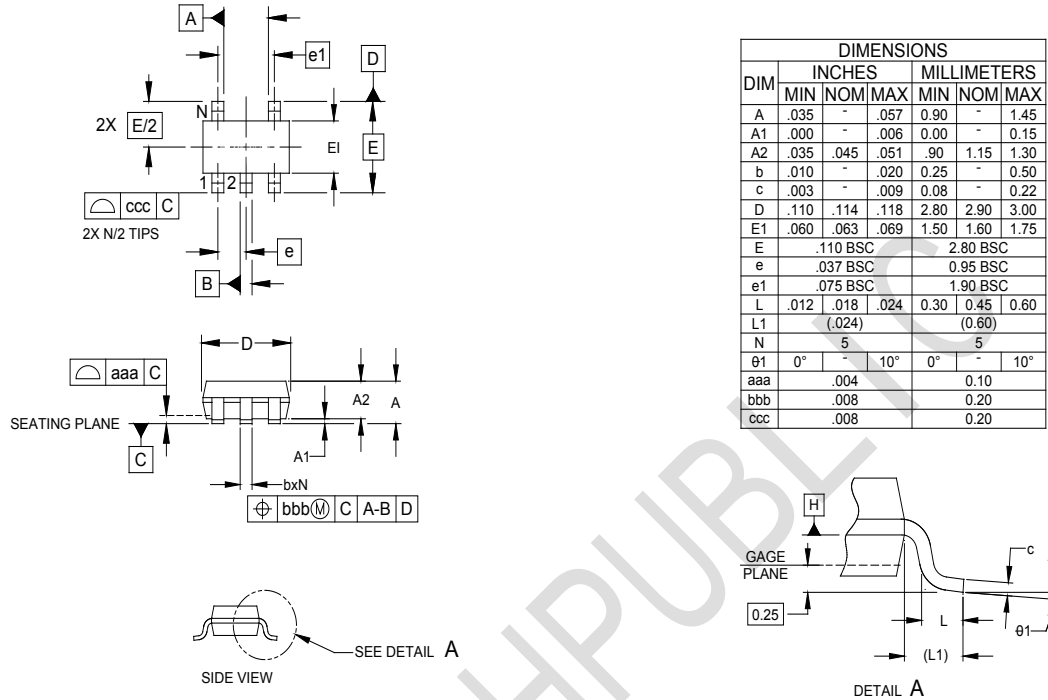 A
e1
D
N
2X E/2
EI
E
1 2
ccc C
2X N/2 TIPS
e
B
D
aaa C
A2 A
SEATING PLANE
C
A1
bxN
bbb M C A-B D
SEE DETAIL A
SIDE VIEW
DIMENSIONS
DIM INCHES MILLIMETERS
MIN NOM MAX MIN NOM MAX
A .035 - .057 0.90 - 1.45
A1 .000 - .006 0.00 - 0.15
A2 .035 .045 .051 .90 1.15 1.30
b .010 - .020 0.25 - 0.50
c .003 - .009 0.08 - 0.22
D .110 .114 .118 2.80 2.90 3.00
E1 .060 .063 .069 1.50 1.60 1.75
E .110 BSC 2.80 BSC
e .037 BSC 0.95 BSC
e1 .075 BSC 1.90 BSC
L .012 .018 .024 0.30 0.45 0.60
L1 (.024) (0.60)
N 5 5
θ1 0° - 10° 0° - 10°
aaa .004 0.10
bbb .008 0.20
ccc .008 0.20
H
GAGE
PLANE
c
0.25
L
θ1
(L1)
DETAIL A
HPUBLIC